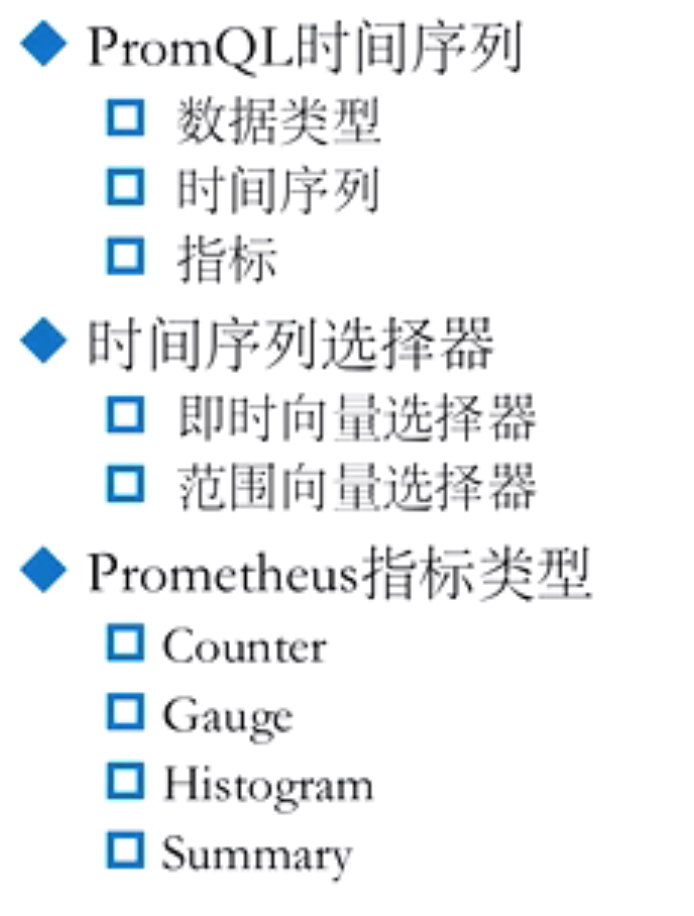 PromQL时间序列
数据类型
时间序列
指标
时间序列选择器
即时向量选择器
范围向量选择器
Prometheus指标类型
Counter
Gauge
Histogram
Summary